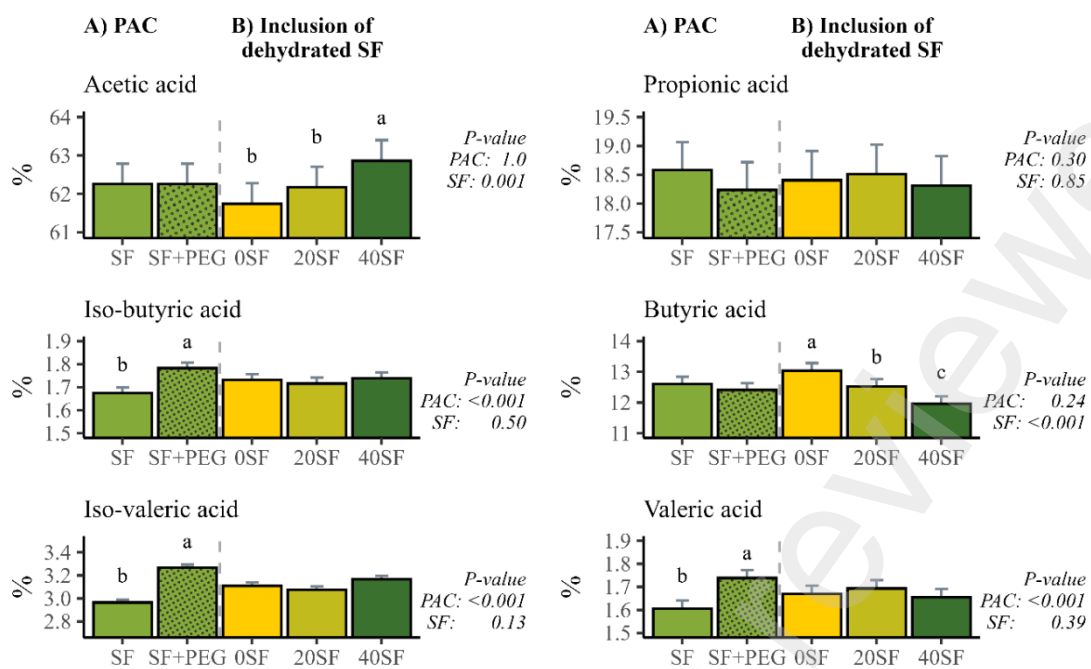 A) PAC
B) Inclusion of
dehydrated SF
Acetic acid
64
63
62
61
%
b
b
a
P-value
PAC: 1.0
SF: 0.001
SF
SF+PEG
0SF
20SF
40SF
Iso-butyric acid
1.9
1.8
1.7
1.6
1.5
%
b
a
P-value
PAC: <0.001
SF: 0.50
SF
SF+PEG
0SF
20SF
40SF
Iso-valeric acid
3.4
3.2
3.0
2.8
%
b
a
P-value
PAC: <0.001
SF: 0.13
SF
SF+PEG
0SF
20SF
40SF
A) PAC
B) Inclusion of
dehydrated SF
Propionic acid
19.5
19.0
18.5
18.0
17.5
%
P-value
PAC: 0.30
SF: 0.85
SF
SF+PEG
0SF
20SF
40SF
Butyric acid
14
13
12
11
%
a
b
c
P-value
PAC: 0.24
SF: <0.001
SF
SF+PEG
0SF
20SF
40SF
Valeric acid
1.9
1.8
1.7
1.6
1.5
%
b
a
P-value
PAC: <0.001
SF: 0.39
SF
SF+PEG
0SF
20SF
40SF